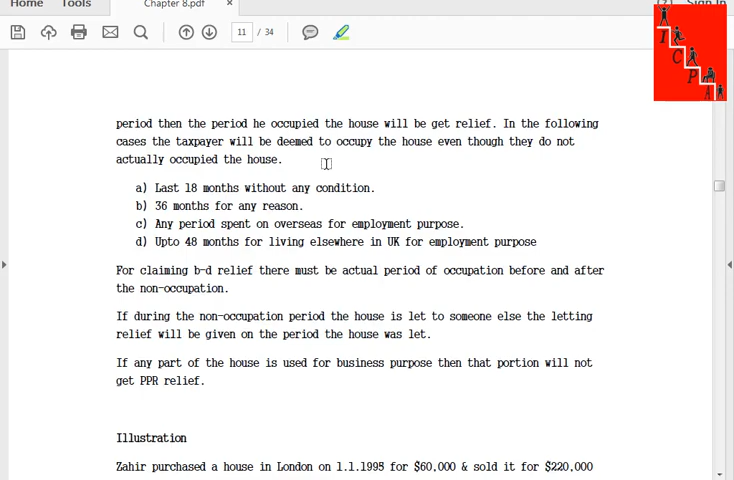 Home Tools Chapter 8.pdf × Sign In
11 / 34
I
C
P
A
period then the period he occupied the house will be get relief. In the following
cases the taxpayer will be deemed to occupy the house even though they do not
actually occupied the house.
a) Last 18 months without any condition.
b) 36 months for any reason.
c) Any period spent on overseas for employment purpose.
d) Upto 48 months for living elsewhere in UK for employment purpose
For claiming b-d relief there must be actual period of occupation before and after
the non-occupation.
If during the non-occupation period the house is let to someone else the letting
relief will be given on the period the house was let.
If any part of the house is used for business purpose then that portion will not
get PPR relief.
Illustration
Zahir purchased a house in London on 1.1.1995 for $60,000 & sold it for $220,000